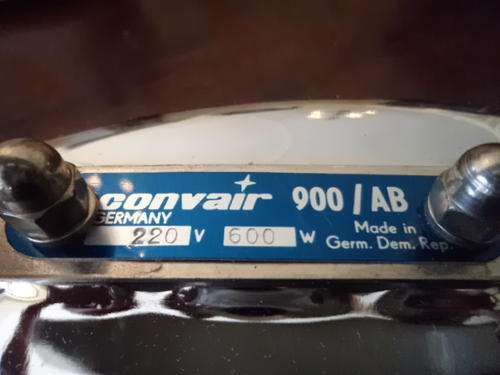 convair 900/AB
GERMANY
220 V 600 W
Made in
Germ. Dem. Rep.